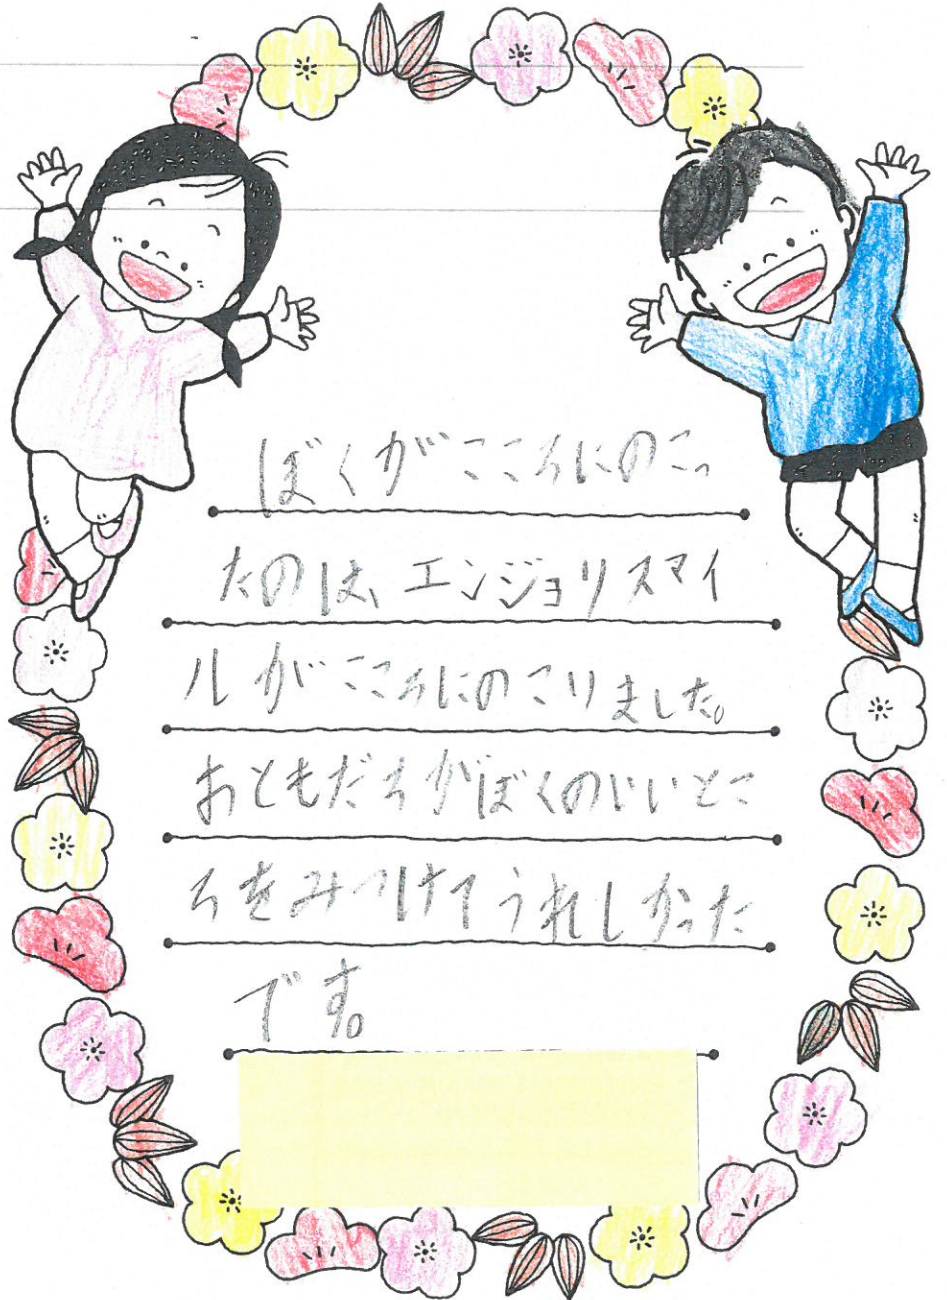 ぼくがこころにのこっ
たのは、エンジョリスマイ
ルがこころにのこりました。
おともだちがぼくのいいとこ
ろをみつけてうれしかった
です。